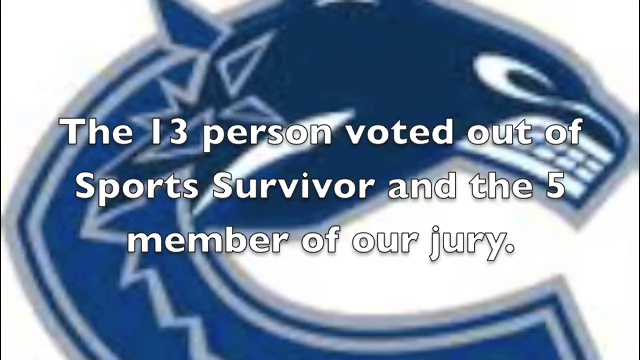 The 13 person voted out of
Sports Survivor and the 5
member of our jury.